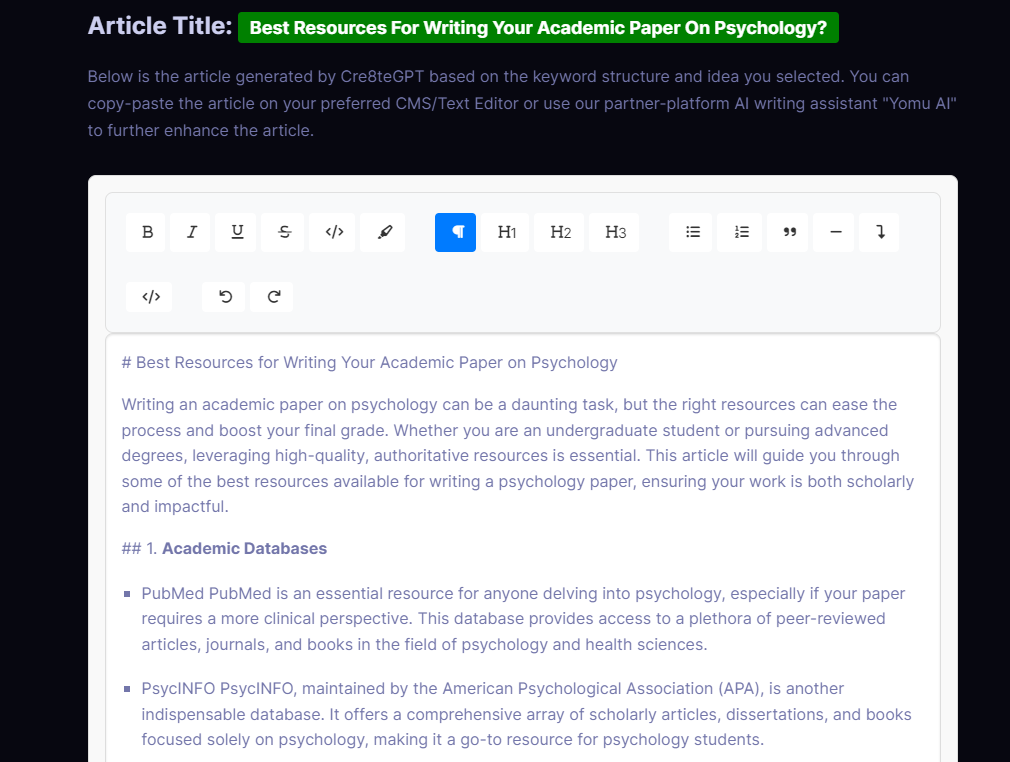 Article Title: Best Resources For Writing Your Academic Paper On Psychology?
Below is the article generated by Cre8teGPT based on the keyword structure and idea you selected. You can
copy-paste the article on your preferred CMS/Text Editor or use our partner-platform AI writing assistant "Yomu AI"
to further enhance the article.
B I U S </> H1 H2 H3
</>
# Best Resources for Writing Your Academic Paper on Psychology
Writing an academic paper on psychology can be a daunting task, but the right resources can ease the
process and boost your final grade. Whether you are an undergraduate student or pursuing advanced
degrees, leveraging high-quality, authoritative resources is essential. This article will guide you through
some of the best resources available for writing a psychology paper, ensuring your work is both scholarly
and impactful.
## 1. Academic Databases
PubMed PubMed is an essential resource for anyone delving into psychology, especially if your paper
requires a more clinical perspective. This database provides access to a plethora of peer-reviewed
articles, journals, and books in the field of psychology and health sciences.
PsycINFO PsycINFO, maintained by the American Psychological Association (APA), is another
indispensable database. It offers a comprehensive array of scholarly articles, dissertations, and books
focused solely on psychology, making it a go-to resource for psychology students.